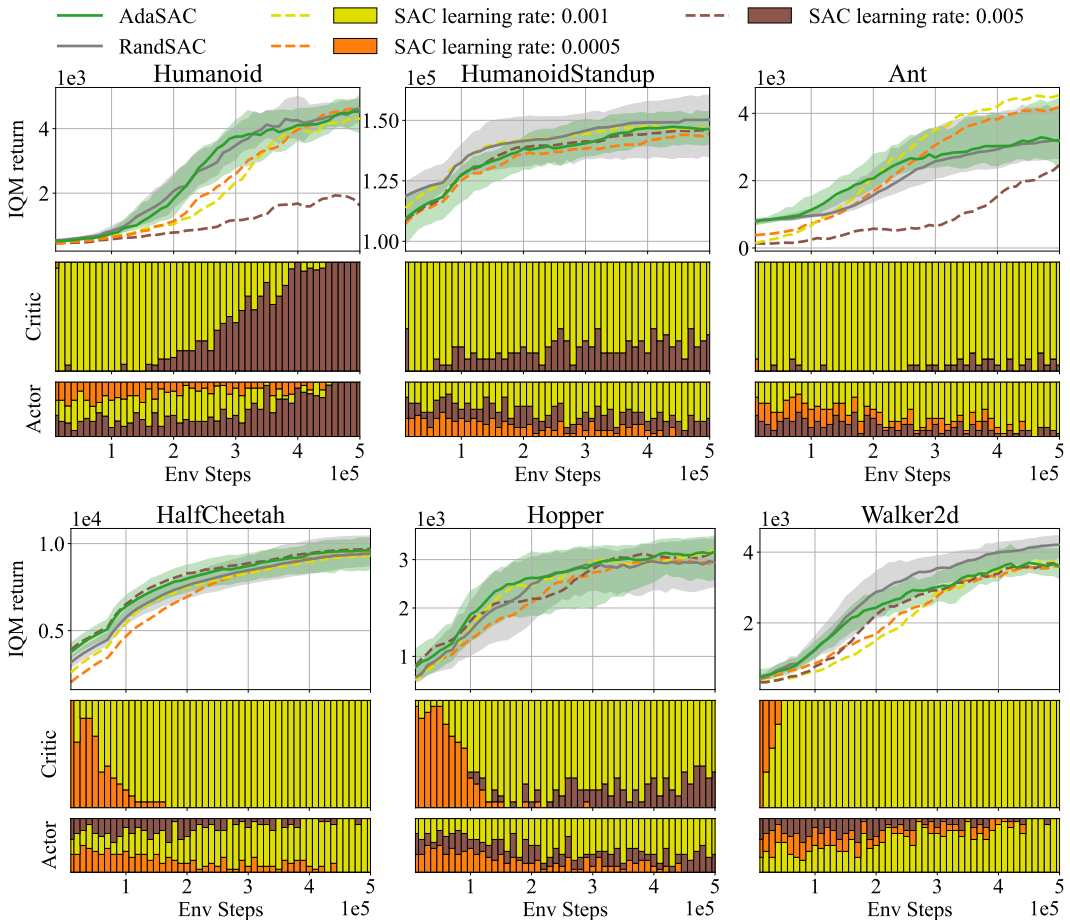 AdaSAC
SAC learning rate: 0.001
SAC learning rate: 0.005
RandSAC
SAC learning rate: 0.0005
1e3
Humanoid
1e5
HumanoidStandup
1e3
Ant
IQM return
4
2
1.50
1.25
1.00
4
2
0
Critic
Actor
1 2 3 4 5
1 2 3 4 5
1 2 3 4 5
Env Steps
1e5
Env Steps
1e5
Env Steps
1e5
1e4
HalfCheetah
1e3
Hopper
1e3
Walker2d
IQM return
1.0
0.5
3
2
1
4
2
Critic
Actor
1 2 3 4 5
1 2 3 4 5
1 2 3 4 5
Env Steps
1e5
Env Steps
1e5
Env Steps
1e5